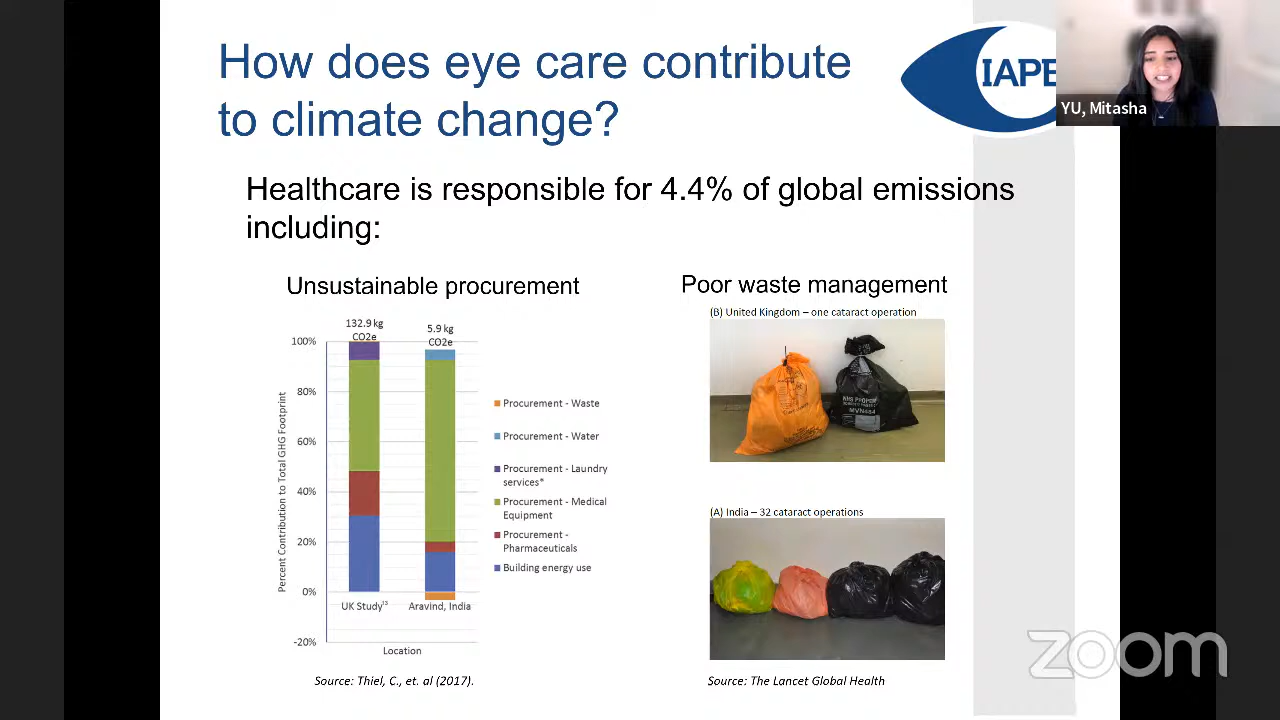 How does eye care contribute
to climate change?
IAPB
YU, Mitasha
Healthcare is responsible for 4.4% of global emissions
including:
Unsustainable procurement
132.9 kg
CO2e
5.9 kg
CO2e
100%
80%
60%
40%
20%
0%
-20%
Percent Contribution to Total GHG Footprint
UK Study¹³
Aravind, India
Location
Procurement - Waste
Procurement - Water
Procurement - Laundry
services*
Procurement - Medical
Equipment
Procurement -
Pharmaceuticals
Building energy use
Source: Thiel, C., et. al (2017).
Poor waste management
(B) United Kingdom – one cataract operation
NHS PROPER
MVN484
(A) India – 32 cataract operations
Source: The Lancet Global Health
zoom